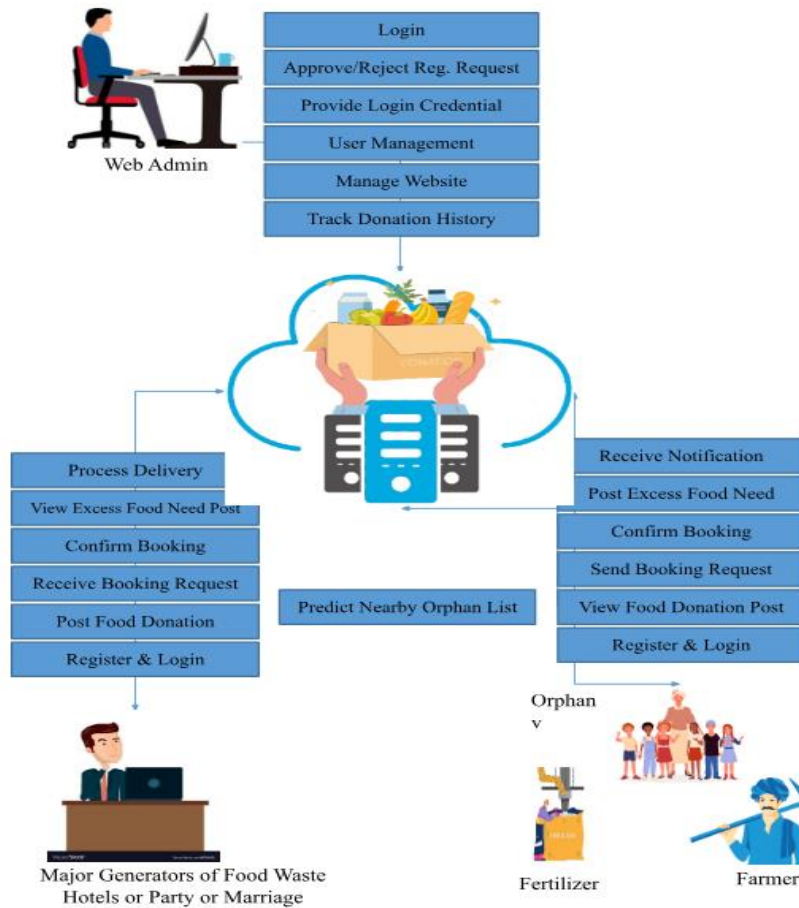 Login
Approve/Reject Reg. Request
Provide Login Credential
User Management
Manage Website
Track Donation History
Web Admin
DONATION
Process Delivery
View Excess Food Need Post
Confirm Booking
Receive Booking Request
Post Food Donation
Register & Login
Predict Nearby Orphan List
Receive Notification
Post Excess Food Need
Confirm Booking
Send Booking Request
View Food Donation Post
Register & Login
Orphan
v
Major Generators of Food Waste
Hotels or Party or Marriage
Fertilizer
Farmer